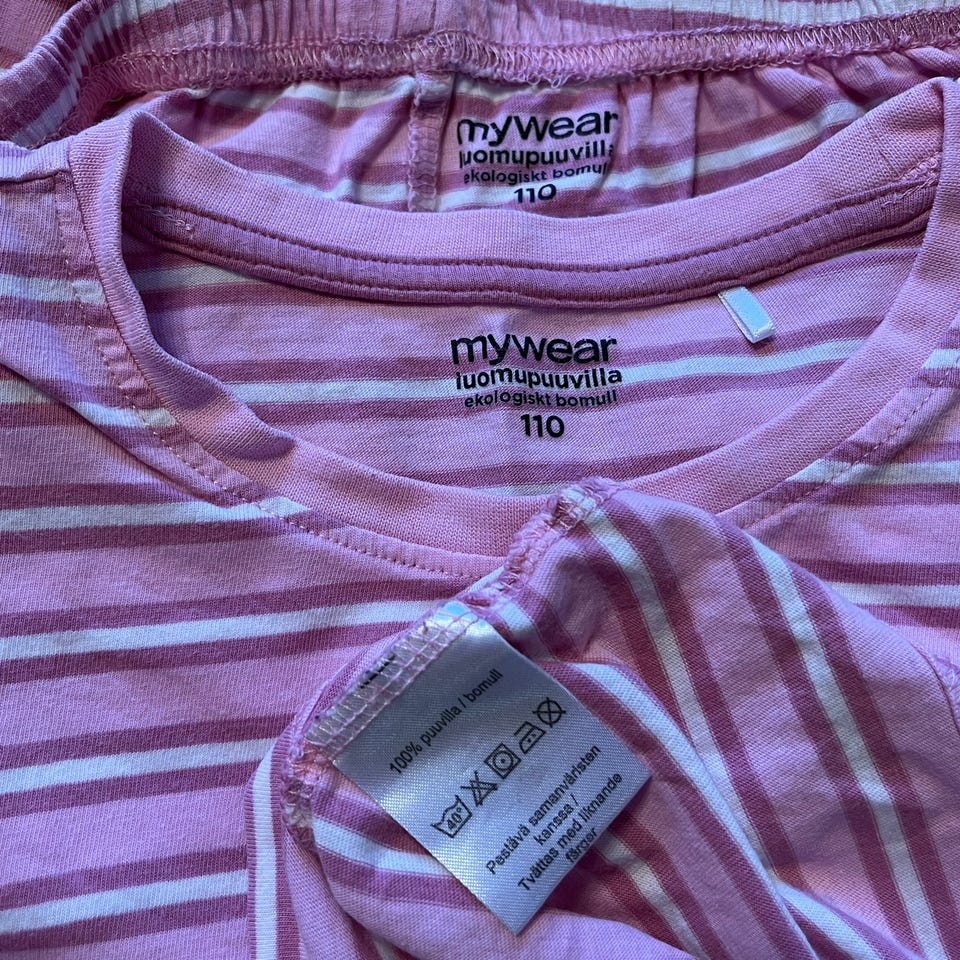 mywear
luomupuuvilla
ekologiskt bomull
110
mywear
luomupuuvilla
ekologiskt bomull
110
100% puuvilla / bomull
40°
Pestävä samanväristen
kanssa /
Tvättas med liknande
färger